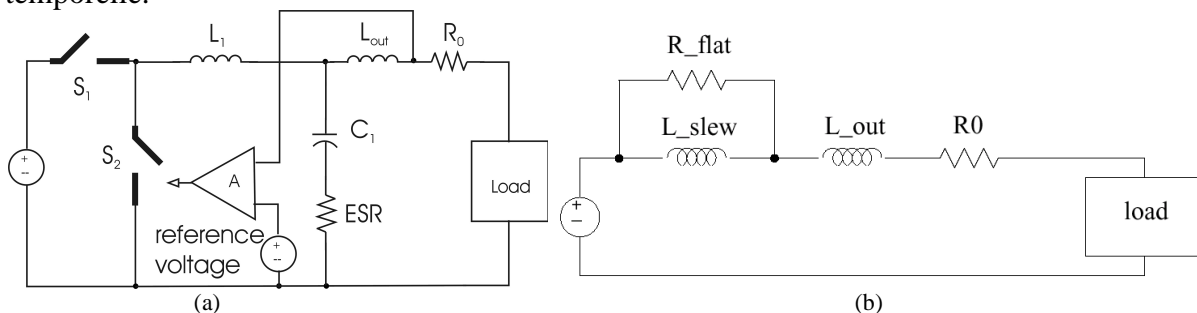 temporelle.
L1 Lout R0
S1
S2
C1
A
ESR
Load
reference
voltage
+
--
+
--
(a)
R_flat
L_slew L_out R0
+
–
load
(b)